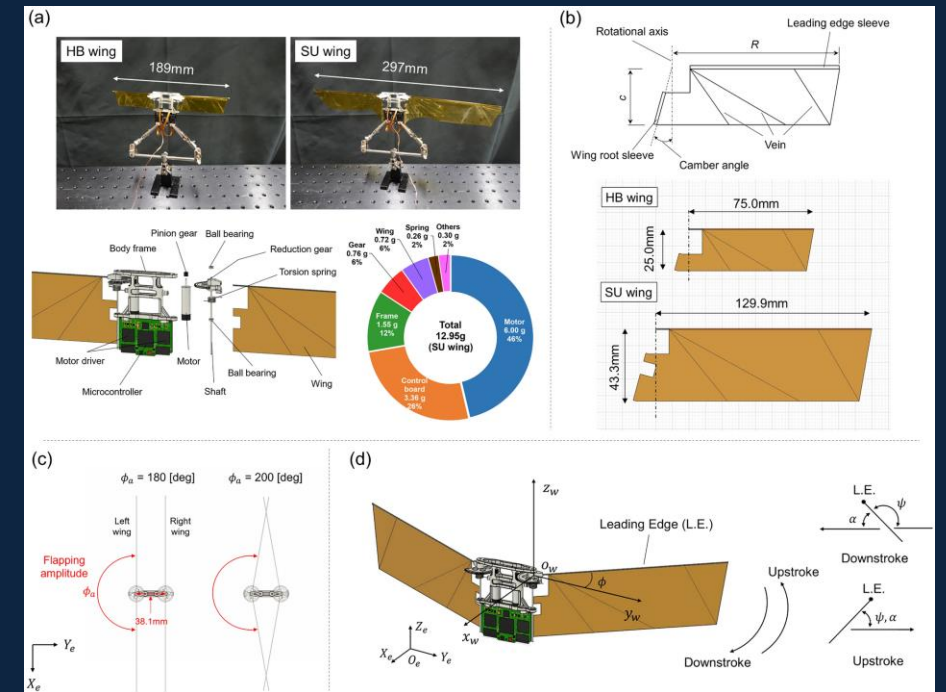 (a)
HB wing
189mm
SU wing
297mm
Pinion gear
Ball bearing
Body frame
Reduction gear
Torsion spring
Motor driver
Motor
Ball bearing
Wing
Microcontroller
Shaft
Gear
0.76 g
6%
Wing
0.72 g
6%
Spring
0.26 g
2%
Others
0.30 g
2%
Frame
1.55 g
12%
Total
12.95g
(SU wing)
Motor
6.00 g
46%
Control
board
3.36 g
26%
(b)
Rotational axis
Leading edge sleeve
R
c
Wing root sleeve
Vein
Camber angle
HB wing
75.0mm
25.0mm
SU wing
129.9mm
43.3mm
(c)
ϕₐ = 180 [deg]
ϕₐ = 200 [deg]
Left
wing
Right
wing
Flapping
amplitude
ϕₐ
38.1mm
Yₑ
Xₑ
(d)
z_w
Leading Edge (L.E.)
o_w
ϕ
y_w
x_w
Zₑ
Xₑ
Oₑ
Yₑ
Upstroke
Downstroke
L.E.
α
ψ
Downstroke
L.E.
ψ, α
Upstroke